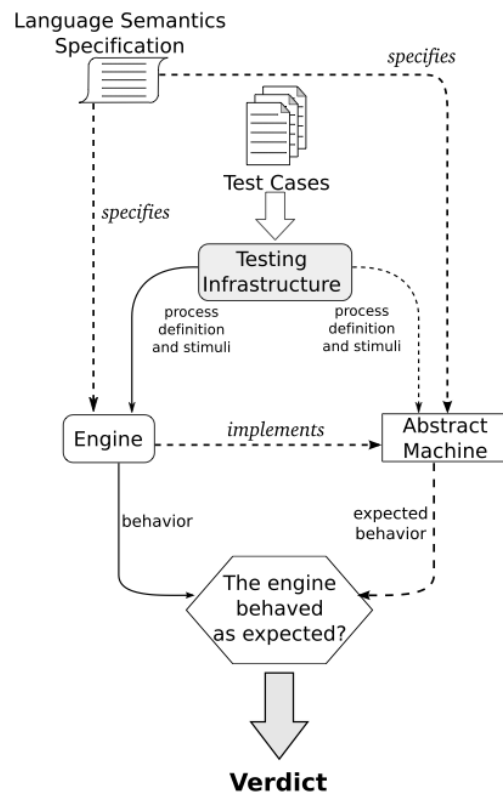 Language Semantics
Specification
specifies
Test Cases
specifies
Testing
Infrastructure
process
definition
and stimuli
process
definition
and stimuli
Engine
implements
Abstract
Machine
behavior
expected
behavior
The engine
behaved
as expected?
Verdict